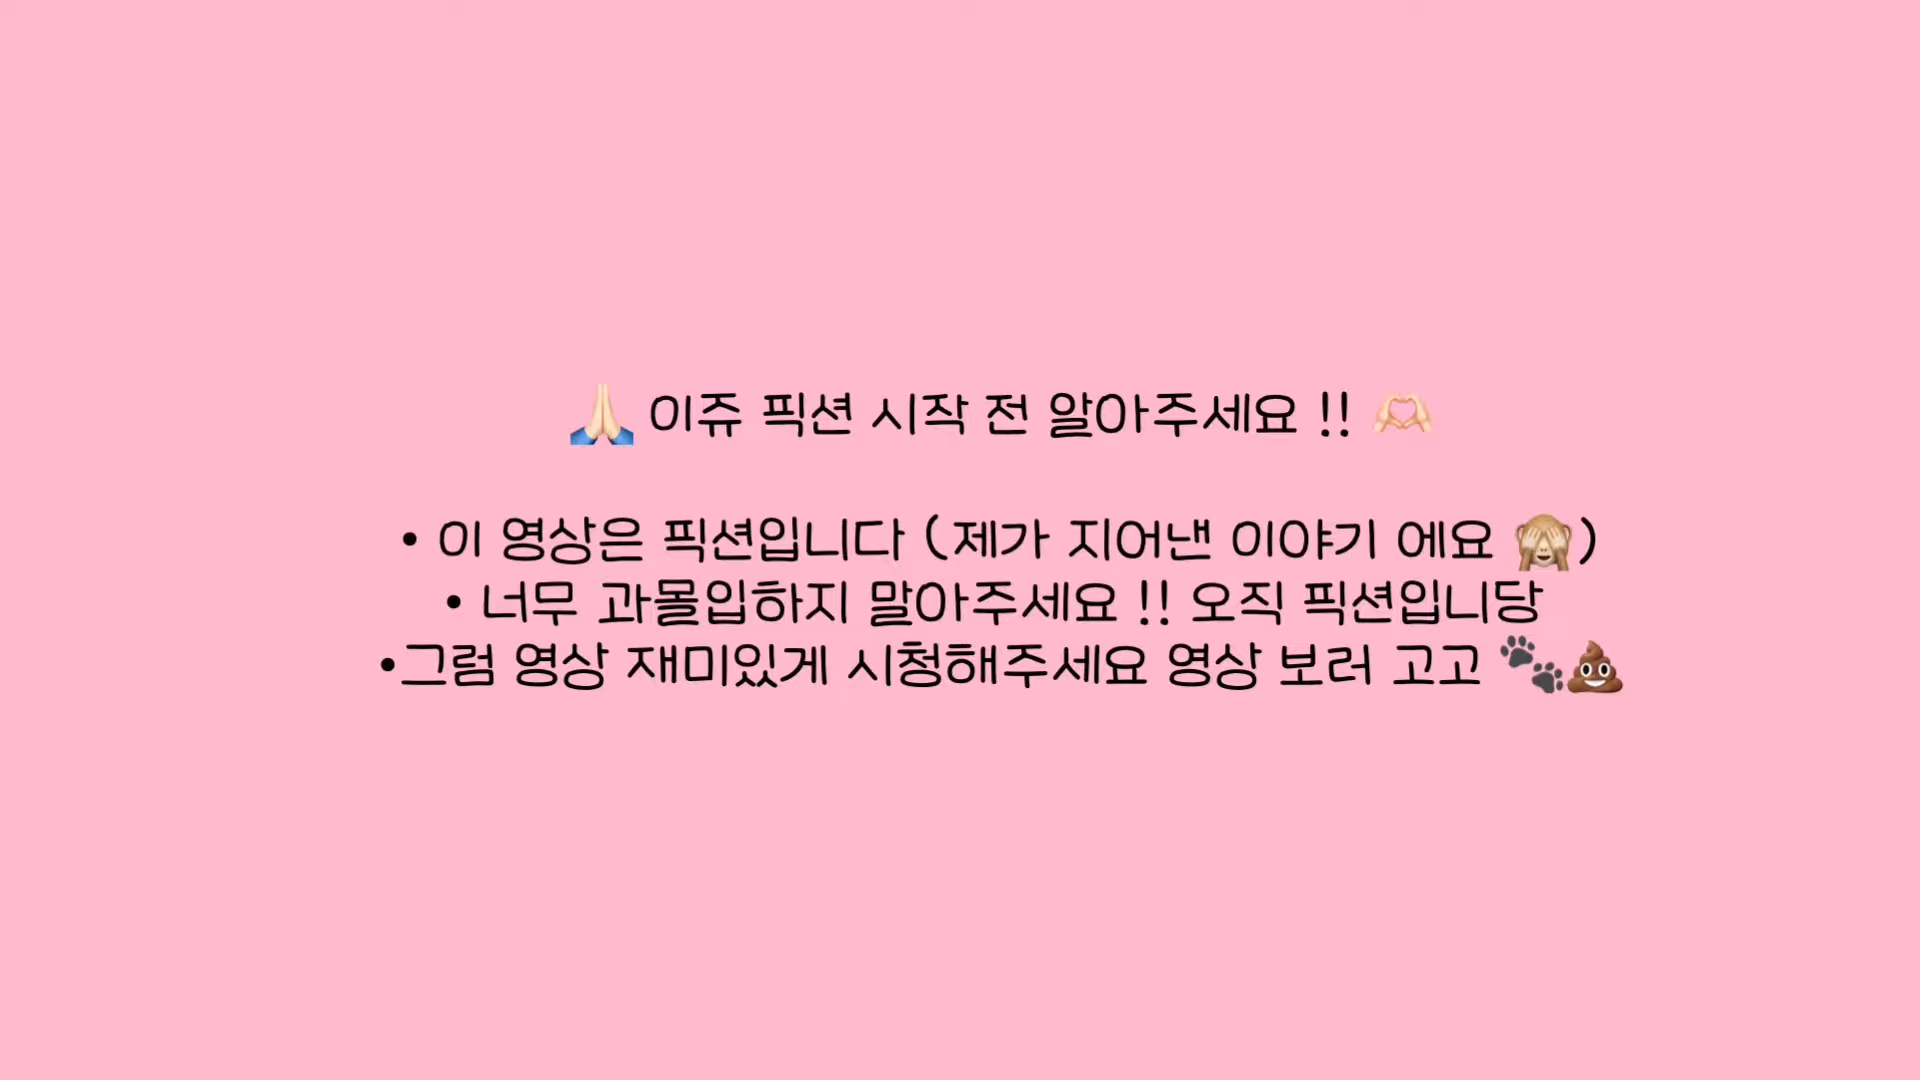 🙏🏻 이쥬 픽션 시작 전 알아주세요 !! 🫶🏻
• 이 영상은 픽션입니다 (제가 지어낸 이야기 에요 🙈)
• 너무 과몰입하지 말아주세요 !! 오직 픽션입니당
•그럼 영상 재미있게 시청해주세요 영상 보러 고고 🐾💩